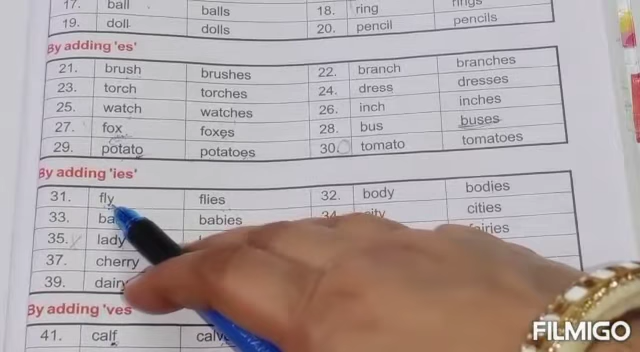 17. ball balls 18. ring rings
19. doll dolls 20. pencil pencils
By adding 'es'
21. brush brushes 22. branch branches
23. torch torches 24. dress dresses
25. watch watches 26. inch inches
27. fox foxes 28. bus buses
29. potato potatoes 30. tomato tomatoes
By adding 'ies'
31. fly flies 32. body bodies
33. babies 34. city cities
35. lady fairies
37. cherry
39.
By adding 'ves
41. calf
FILMIGO